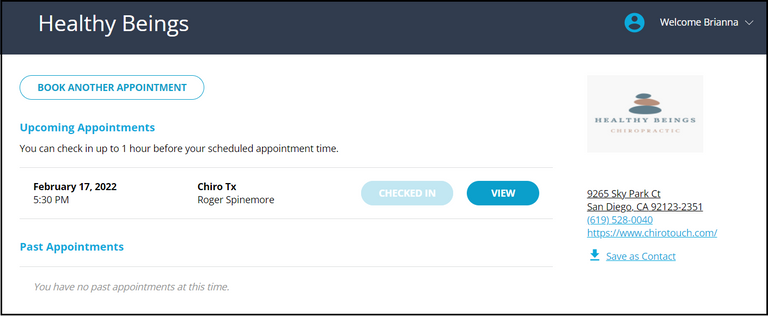 Healthy Beings
Welcome Brianna
BOOK ANOTHER APPOINTMENT
Upcoming Appointments
You can check in up to 1 hour before your scheduled appointment time.
February 17, 2022
5:30 PM
Chiro Tx
Roger Spinemore
CHECKED IN
VIEW
Past Appointments
You have no past appointments at this time.
HEALTHY BEINGS
CHIROPRACTIC
9265 Sky Park Ct
San Diego, CA 92123-2351
(619) 528-0040
https://www.chirotouch.com/
Save as Contact